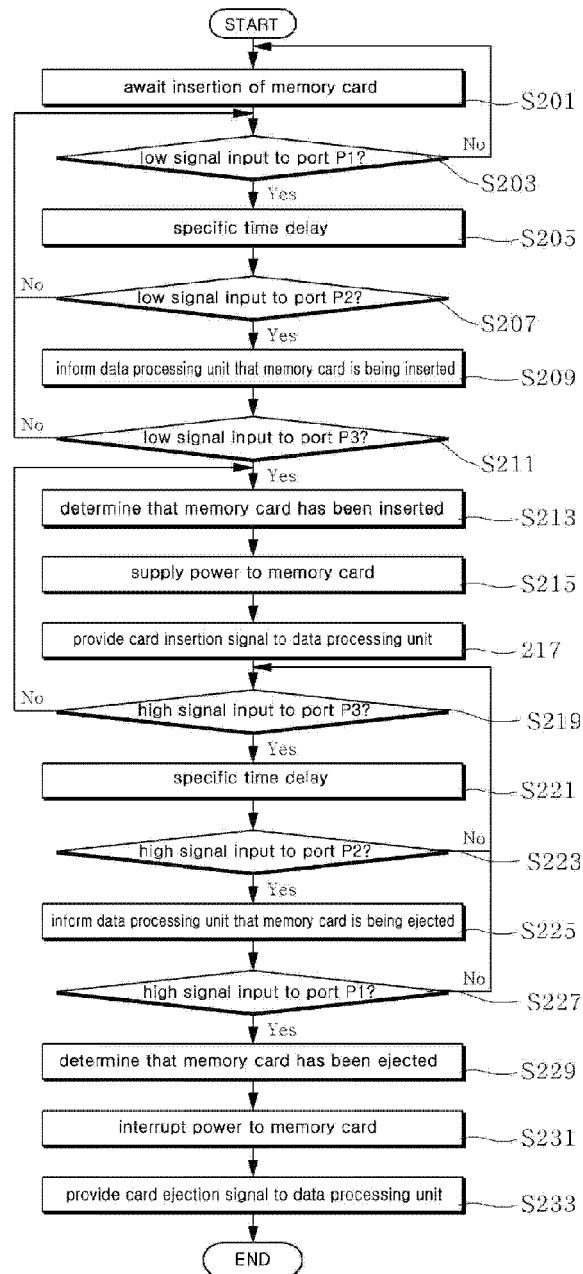 START
await insertion of memory card
S201
low signal input to port P1?
No
S203
Yes
specific time delay
S205
No
low signal input to port P2?
S207
Yes
inform data processing unit that memory card is being inserted
S209
No
low signal input to port P3?
S211
Yes
determine that memory card has been inserted
S213
supply power to memory card
S215
provide card insertion signal to data processing unit
217
No
high signal input to port P3?
S219
Yes
specific time delay
S221
high signal input to port P2?
No
S223
Yes
inform data processing unit that memory card is being ejected
S225
high signal input to port P1?
No
S227
Yes
determine that memory card has been ejected
S229
interrupt power to memory card
S231
provide card ejection signal to data processing unit
S233
END